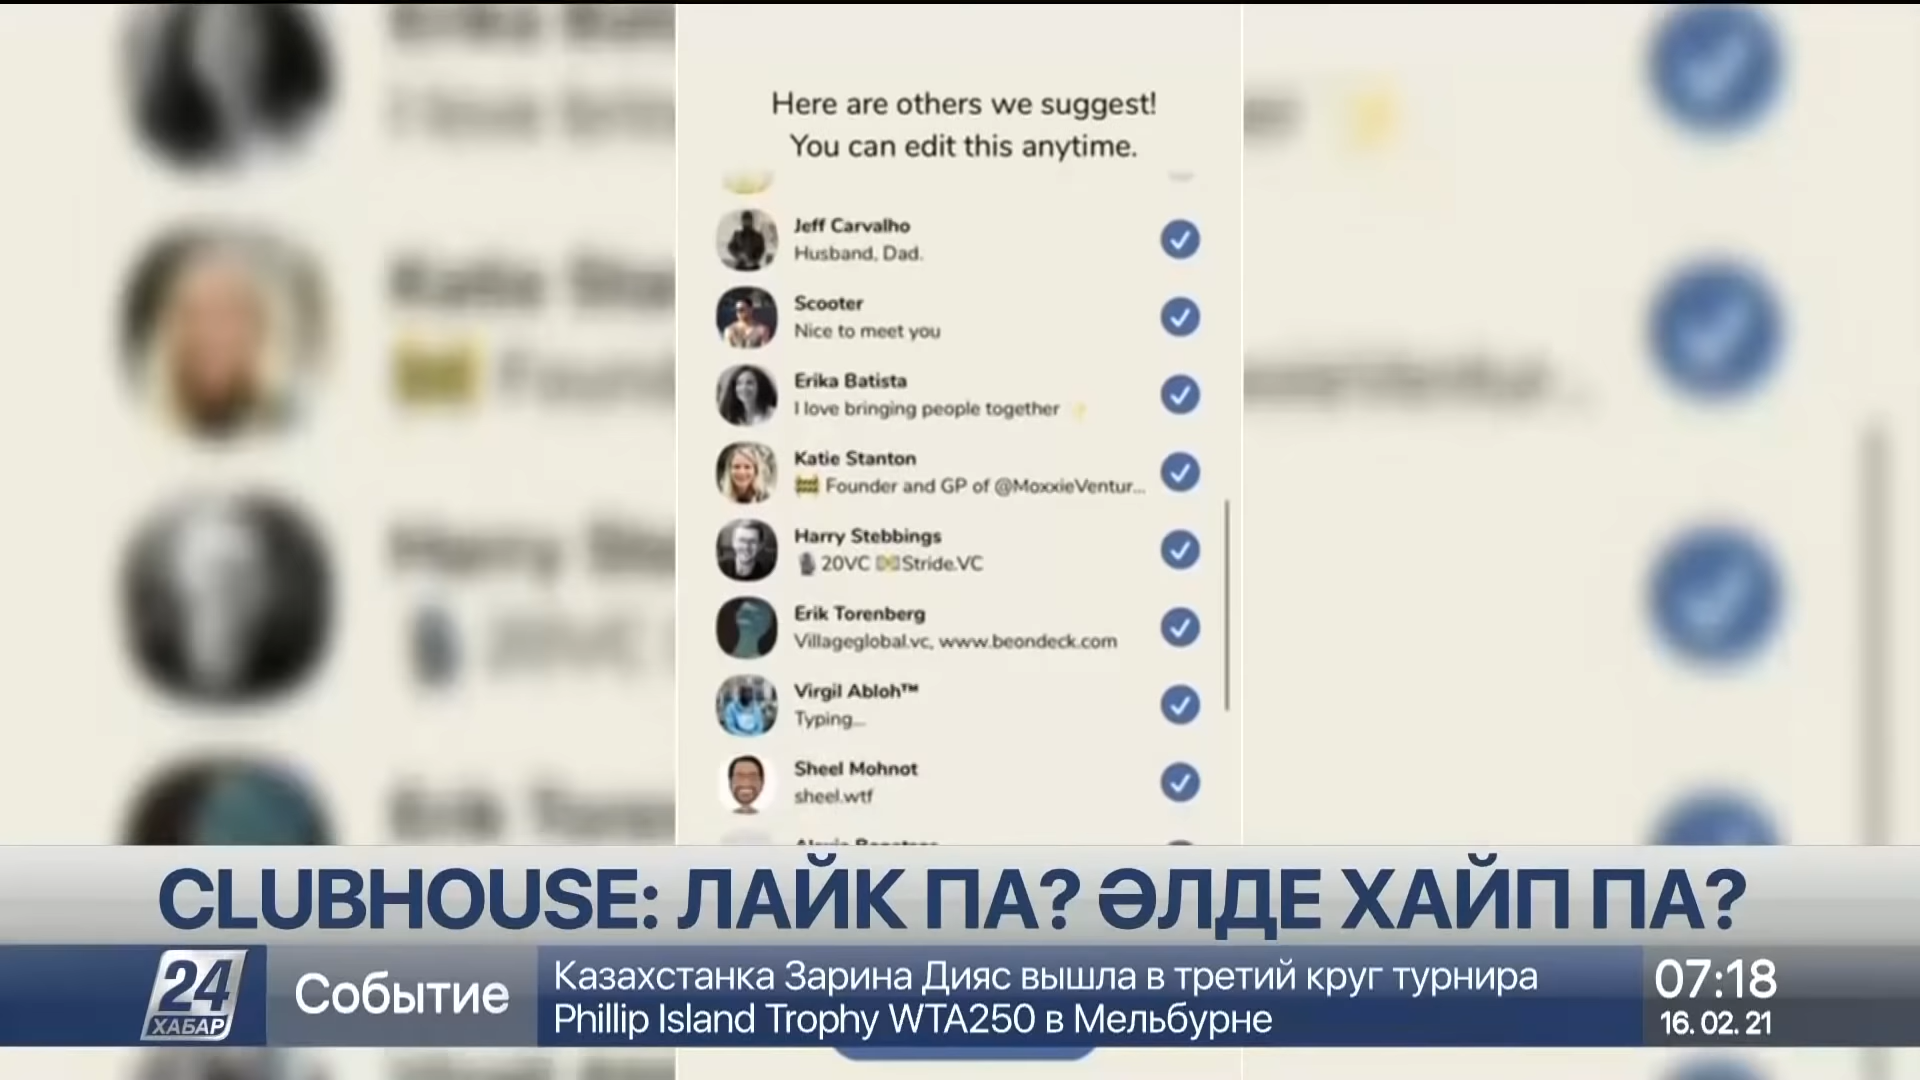 Here are others we suggest!
You can edit this anytime.
Jeff Carvalho
Husband, Dad.
Scooter
Nice to meet you
Erika Batista
I love bringing people together
Katie Stanton
Founder and GP of @MoxxieVentur...
Harry Stebbings
20VC Stride.VC
Erik Torenberg
Villageglobal.vc, www.beondeck.com
Virgil Abloh™
Typing...
Sheel Mohnot
sheel.wtf
CLUBHOUSE: ЛАЙК ПА? ӘЛДЕ ХАЙП ПА?
24
ХАБАР
Событие
Казахстанка Зарина Дияс вышла в третий круг турнира
Phillip Island Trophy WTA250 в Мельбурне
07:18
16. 02. 21